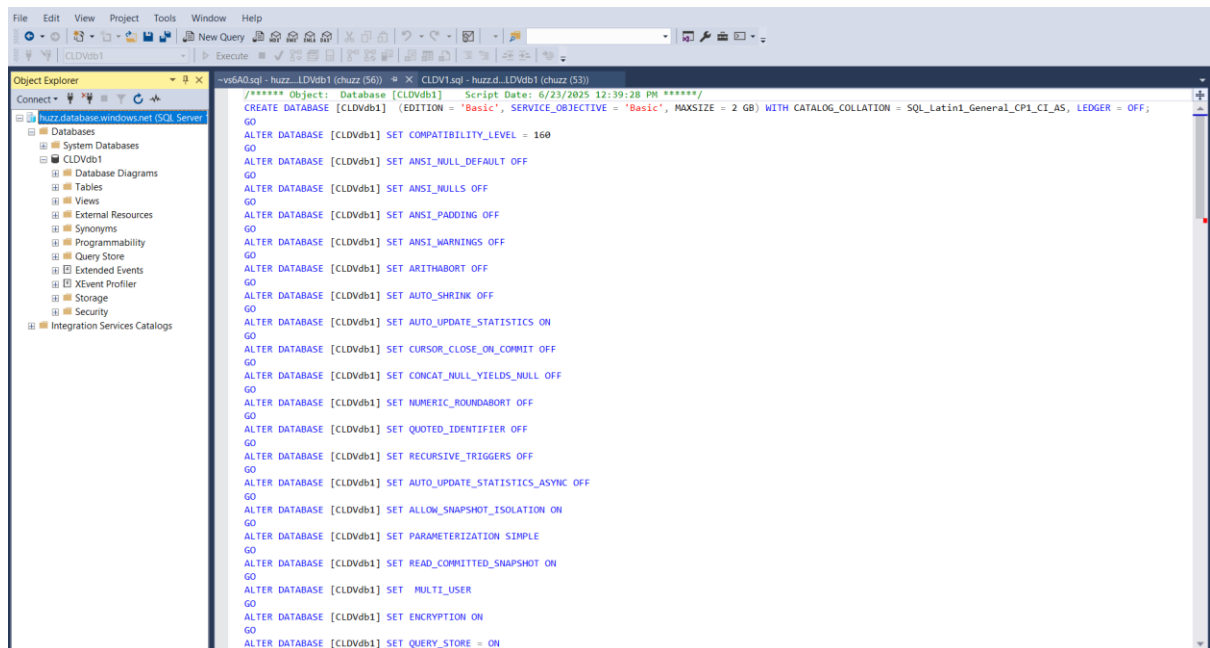 File Edit View Project Tools Window Help
New Query
CLDVdb1 Execute
Object Explorer
Connect
huzz.database.windows.net (SQL Server
Databases
System Databases
CLDVdb1
Database Diagrams
Tables
Views
External Resources
Synonyms
Programmability
Query Store
Extended Events
XEvent Profiler
Storage
Security
Integration Services Catalogs
~vs6A0.sql - huzz....LDVdb1 (chuzz (56)) CLDV1.sql - huzz.d...LDVdb1 (chuzz (53))
/****** Object: Database [CLDVdb1] Script Date: 6/23/2025 12:39:28 PM ******/
CREATE DATABASE [CLDVdb1] (EDITION = 'Basic', SERVICE_OBJECTIVE = 'Basic', MAXSIZE = 2 GB) WITH CATALOG_COLLATION = SQL_Latin1_General_CP1_CI_AS, LEDGER = OFF;
GO
ALTER DATABASE [CLDVdb1] SET COMPATIBILITY_LEVEL = 160
GO
ALTER DATABASE [CLDVdb1] SET ANSI_NULL_DEFAULT OFF
GO
ALTER DATABASE [CLDVdb1] SET ANSI_NULLS OFF
GO
ALTER DATABASE [CLDVdb1] SET ANSI_PADDING OFF
GO
ALTER DATABASE [CLDVdb1] SET ANSI_WARNINGS OFF
GO
ALTER DATABASE [CLDVdb1] SET ARITHABORT OFF
GO
ALTER DATABASE [CLDVdb1] SET AUTO_SHRINK OFF
GO
ALTER DATABASE [CLDVdb1] SET AUTO_UPDATE_STATISTICS ON
GO
ALTER DATABASE [CLDVdb1] SET CURSOR_CLOSE_ON_COMMIT OFF
GO
ALTER DATABASE [CLDVdb1] SET CONCAT_NULL_YIELDS_NULL OFF
GO
ALTER DATABASE [CLDVdb1] SET NUMERIC_ROUNDABORT OFF
GO
ALTER DATABASE [CLDVdb1] SET QUOTED_IDENTIFIER OFF
GO
ALTER DATABASE [CLDVdb1] SET RECURSIVE_TRIGGERS OFF
GO
ALTER DATABASE [CLDVdb1] SET AUTO_UPDATE_STATISTICS_ASYNC OFF
GO
ALTER DATABASE [CLDVdb1] SET ALLOW_SNAPSHOT_ISOLATION ON
GO
ALTER DATABASE [CLDVdb1] SET PARAMETERIZATION SIMPLE
GO
ALTER DATABASE [CLDVdb1] SET READ_COMMITTED_SNAPSHOT ON
GO
ALTER DATABASE [CLDVdb1] SET MULTI_USER
GO
ALTER DATABASE [CLDVdb1] SET ENCRYPTION ON
GO
ALTER DATABASE [CLDVdb1] SET QUERY_STORE = ON